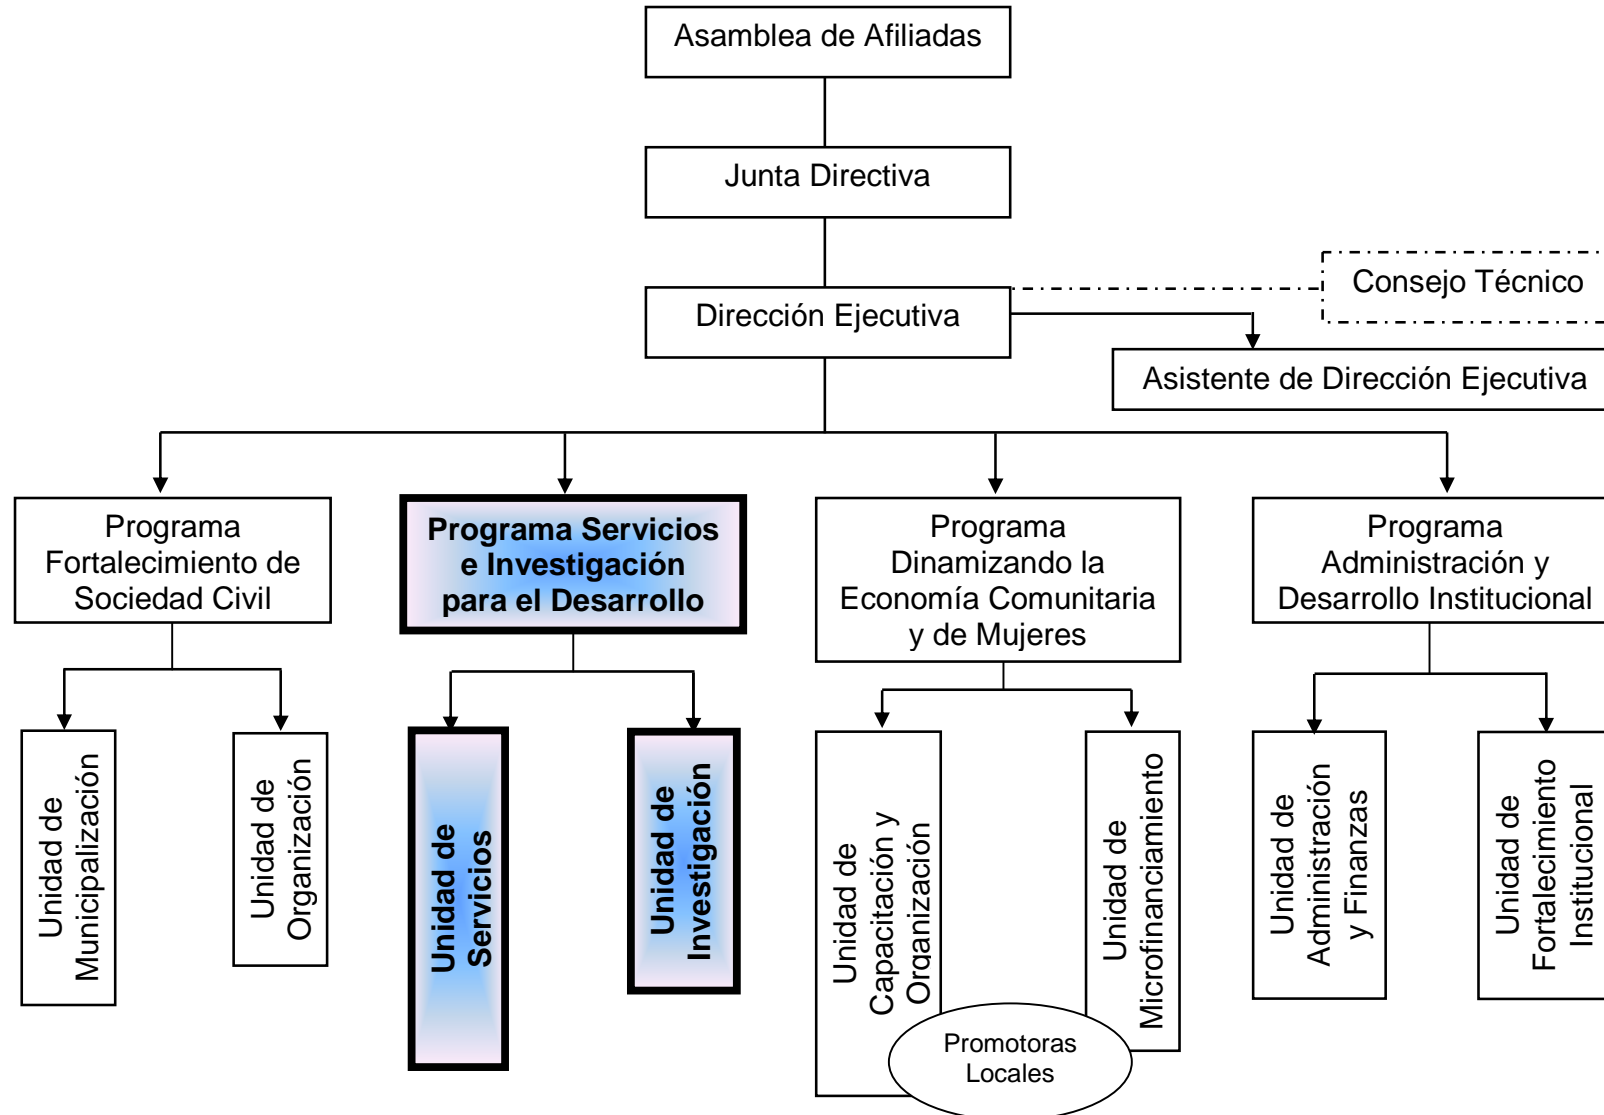 Asamblea de Afiliadas
Junta Directiva
Consejo Técnico
Dirección Ejecutiva
Asistente de Dirección Ejecutiva
Programa
Fortalecimiento de
Sociedad Civil
Programa Servicios
e Investigación
para el Desarrollo
Programa
Dinamizando la
Economía Comunitaria
y de Mujeres
Programa
Administración y
Desarrollo Institucional
Unidad de
Municipalización
Unidad de
Organización
Unidad de
Servicios
Unidad de
Investigación
Unidad de
Capacitación y
Organización
Unidad de
Microfinanciamiento
Unidad de
Administración
y Finanzas
Unidad de
Fortalecimiento
Institucional
Promotoras
Locales